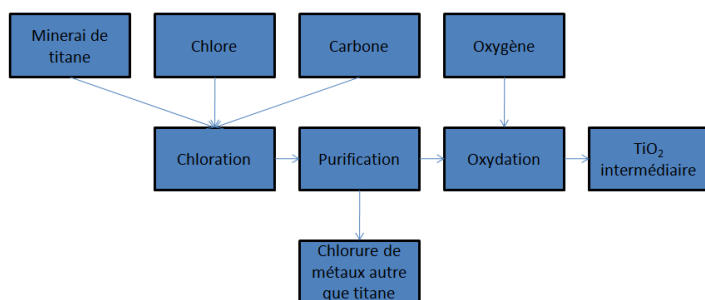 Minerai de
titane
Chlore
Carbone
Oxygène
Chloration
Purification
Oxydation
TiO₂
intermédiaire
Chlorure de
métaux autre
que titane